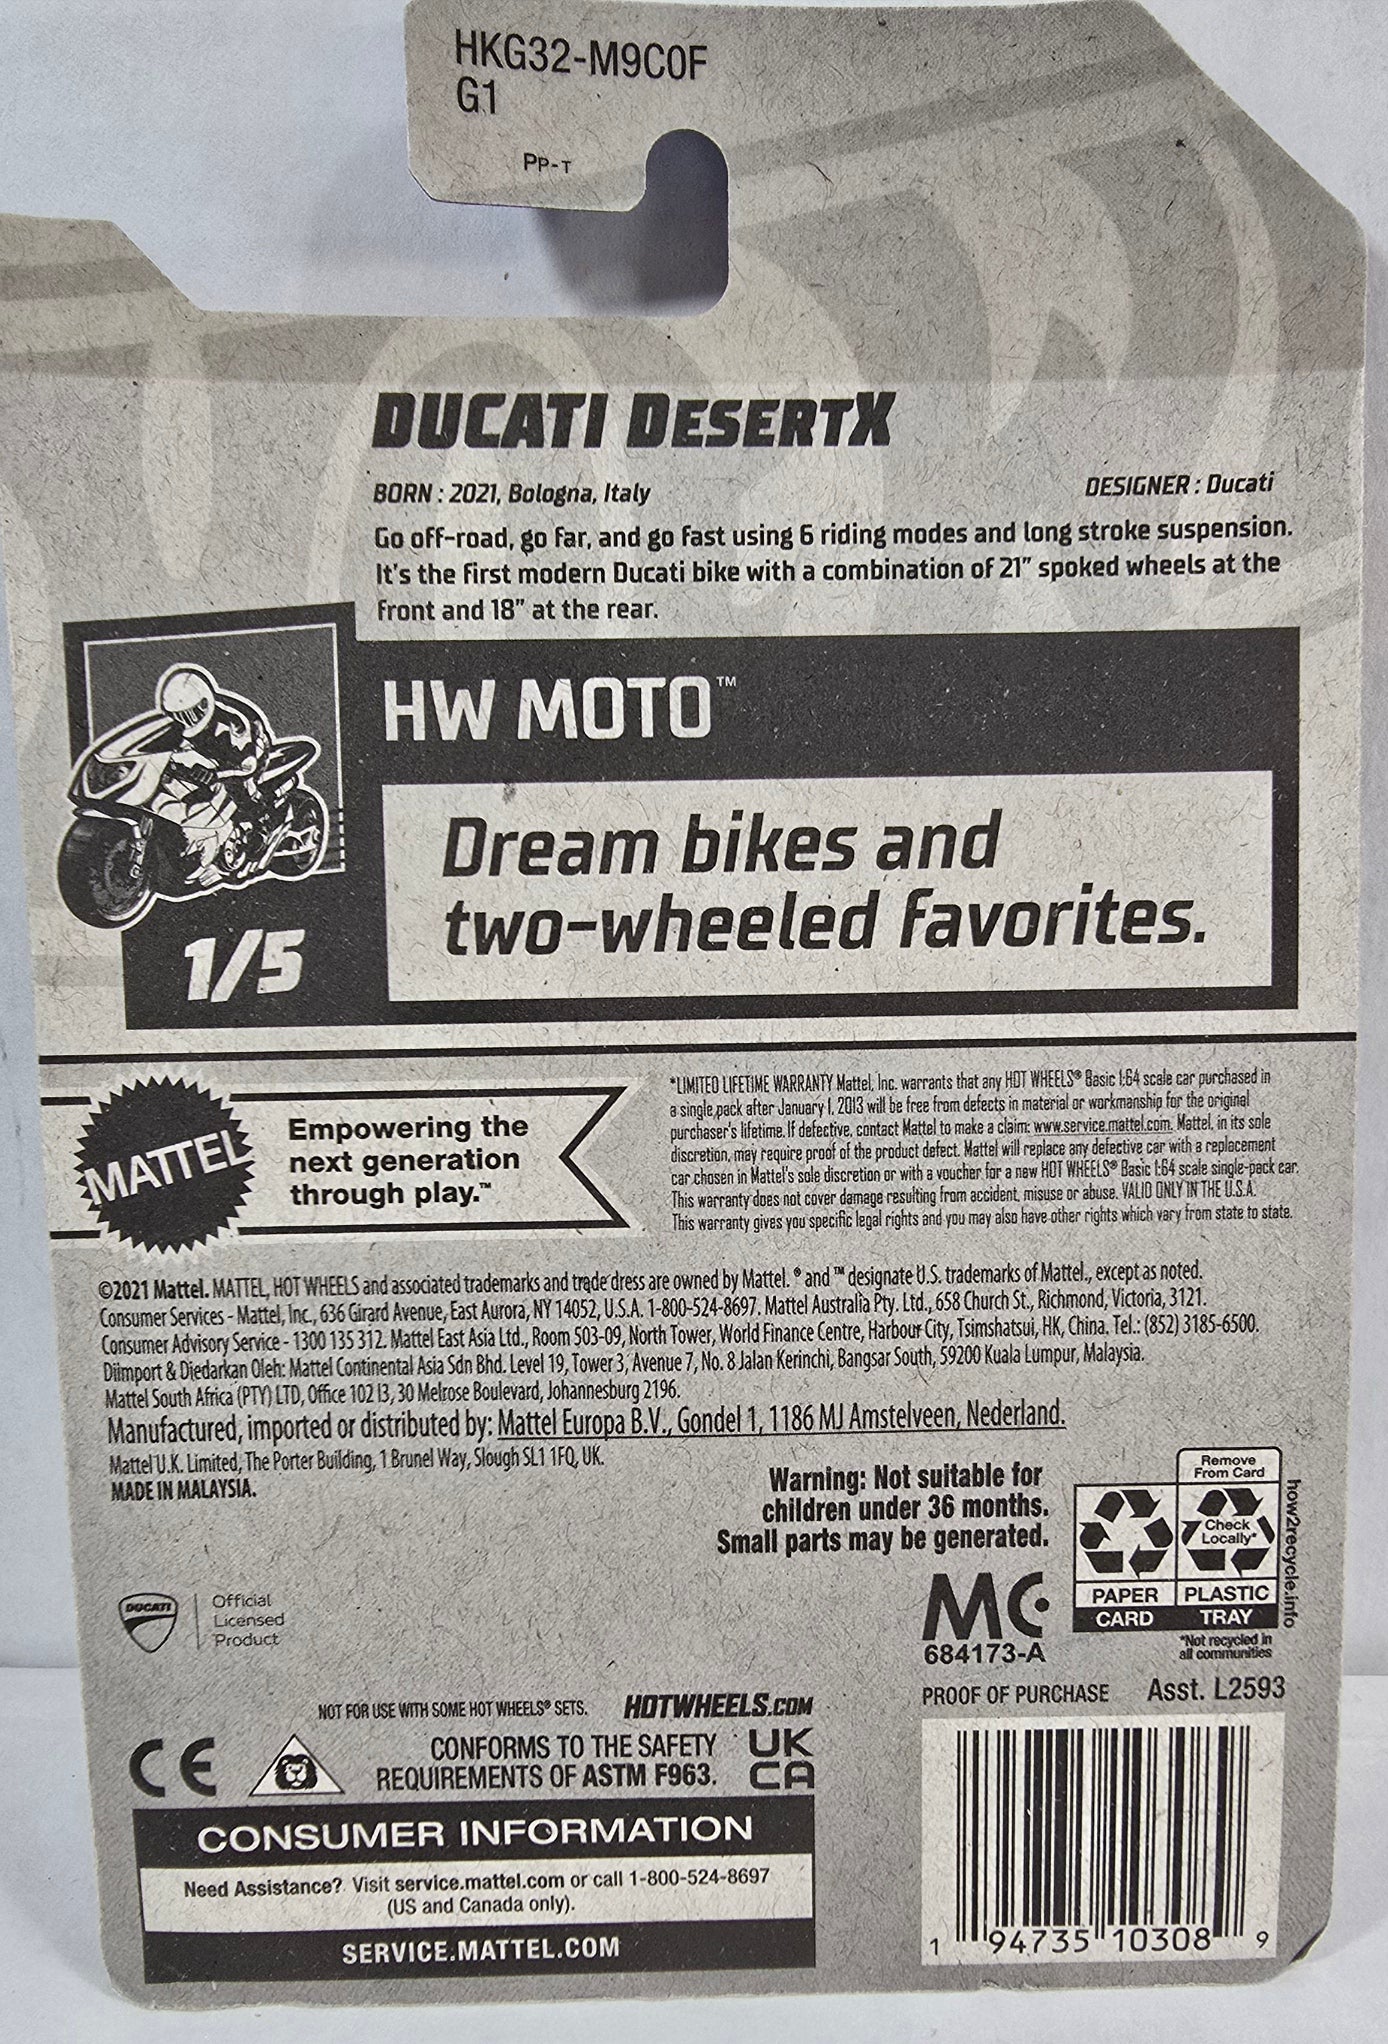 HKG32-M9C0F
G1
PP-T
DUCATI DESERTX
BORN : 2021, Bologna, Italy
DESIGNER : Ducati
Go off-road, go far, and go fast using 6 riding modes and long stroke suspension.
It's the first modern Ducati bike with a combination of 21" spoked wheels at the
front and 18" at the rear.
HW MOTO™
Dream bikes and
two-wheeled favorites.
1/5
MATTEL
Empowering the
next generation
through play.™
*LIMITED LIFETIME WARRANTY Mattel, Inc. warrants that any HOT WHEELS® Basic 1:64 scale car purchased in
a single pack after January 1, 2013 will be free from defects in material or workmanship for the original
purchaser's lifetime. If defective, contact Mattel to make a claim: www.service.mattel.com. Mattel, in its sole
discretion, may require proof of the product defect. Mattel will replace any defective car with a replacement
car chosen in Mattel's sole discretion or with a voucher for a new HOT WHEELS® Basic 1:64 scale single-pack car.
This warranty does not cover damage resulting from accident, misuse or abuse. VALID ONLY IN THE U.S.A.
This warranty gives you specific legal rights and you may also have other rights which vary from state to state.
©2021 Mattel. MATTEL, HOT WHEELS and associated trademarks and trade dress are owned by Mattel. ® and ™ designate U.S. trademarks of Mattel., except as noted.
Consumer Services - Mattel, Inc., 636 Girard Avenue, East Aurora, NY 14052, U.S.A. 1-800-524-8697. Mattel Australia Pty. Ltd., 658 Church St., Richmond, Victoria, 3121.
Consumer Advisory Service - 1300 135 312. Mattel East Asia Ltd., Room 503-09, North Tower, World Finance Centre, Harbour City, Tsimshatsui, HK, China. Tel.: (852) 3185-6500.
Diimport & Diedarkan Oleh: Mattel Continental Asia Sdn Bhd. Level 19, Tower 3, Avenue 7, No. 8 Jalan Kerinchi, Bangsar South, 59200 Kuala Lumpur, Malaysia.
Mattel South Africa (PTY) LTD, Office 102 I3, 30 Melrose Boulevard, Johannesburg 2196.
Manufactured, imported or distributed by: Mattel Europa B.V., Gondel 1, 1186 MJ Amstelveen, Nederland.
Mattel U.K. Limited, The Porter Building, 1 Brunel Way, Slough SL1 1FQ, UK.
MADE IN MALAYSIA.
Warning: Not suitable for
children under 36 months.
Small parts may be generated.
Remove
From Card
Check
Locally*
PAPER
CARD
PLASTIC
TRAY
*Not recycled in
all communities
how2recycle.info
MC
684173-A
DUCATI
Official
Licensed
Product
PROOF OF PURCHASE
Asst. L2593
NOT FOR USE WITH SOME HOT WHEELS® SETS.
HOTWHEELS.COM
CE
CONFORMS TO THE SAFETY
REQUIREMENTS OF ASTM F963.
UK
CA
CONSUMER INFORMATION
Need Assistance? Visit service.mattel.com or call 1-800-524-8697
(US and Canada only).
SERVICE.MATTEL.COM
1 94735 10308 9